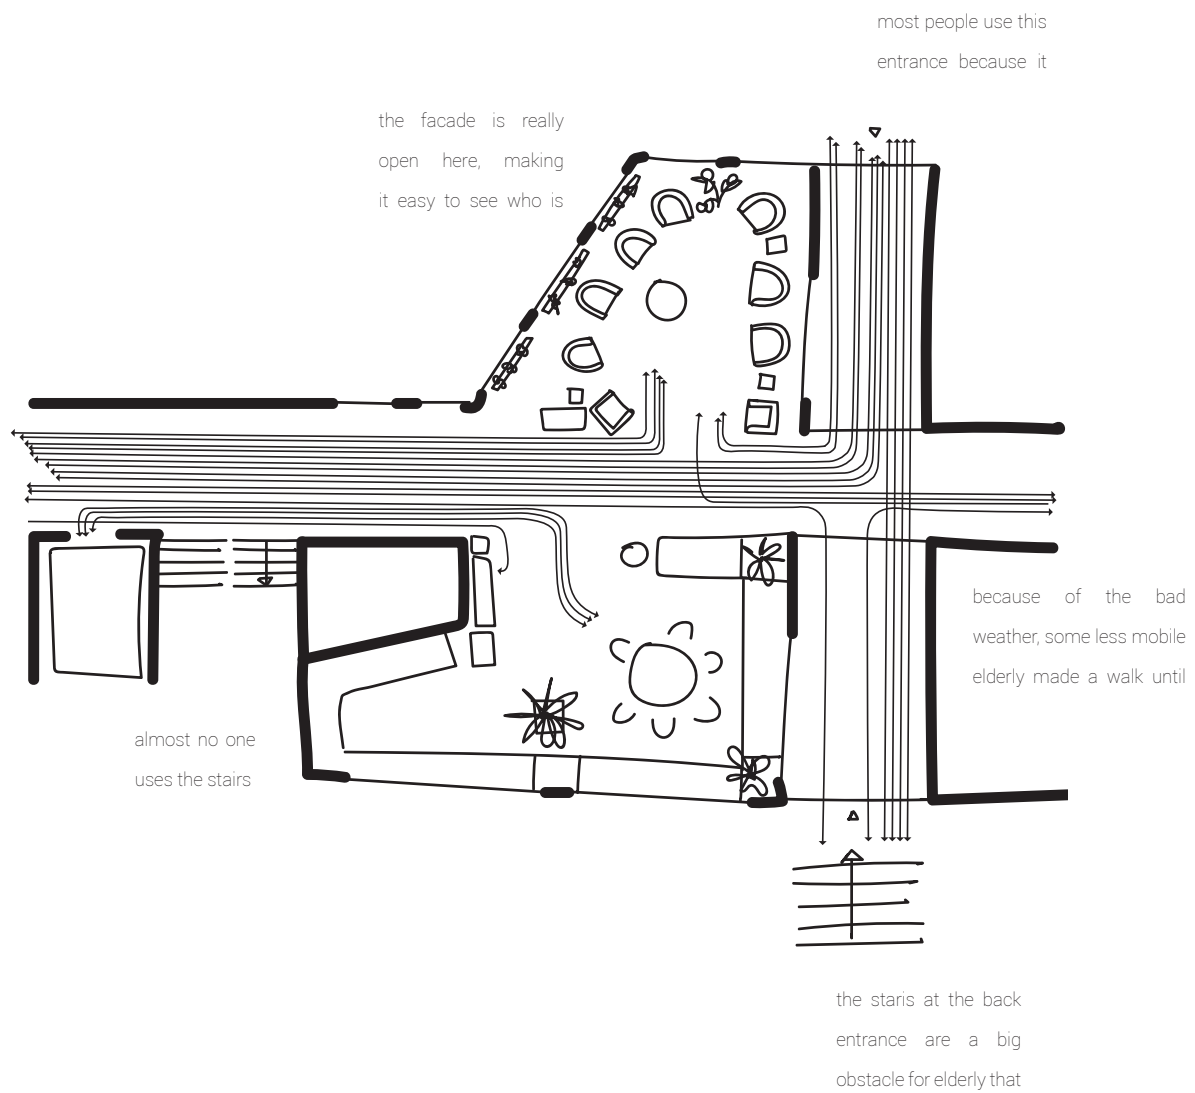 most people use this
entrance because it
the facade is really
open here, making
it easy to see who is
because of the bad
weather, some less mobile
elderly made a walk until
almost no one
uses the stairs
the staris at the back
entrance are a big
obstacle for elderly that